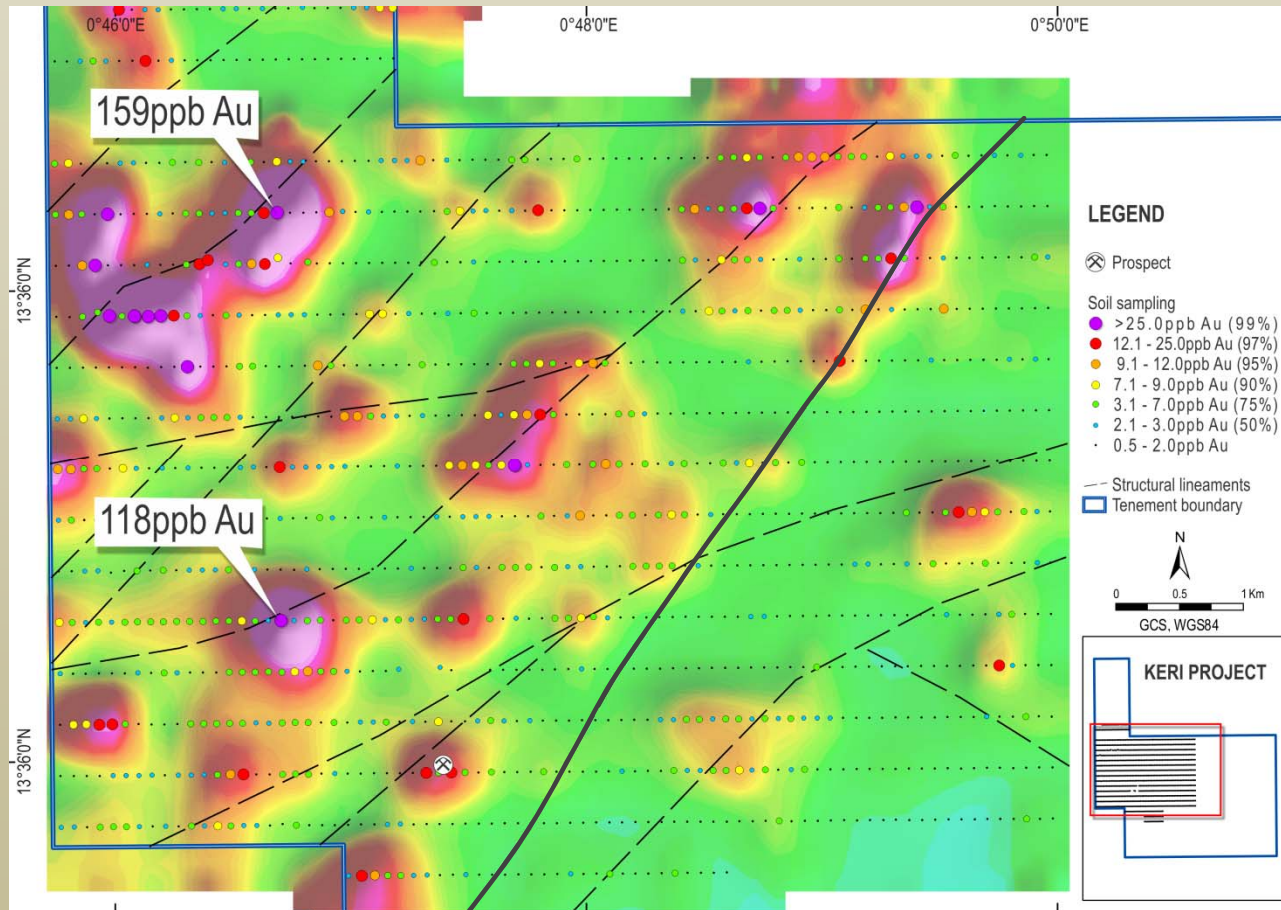 0°46'0"E
0°48'0"E
0°50'0"E
159ppb Au
13°36'0"N
118ppb Au
13°36'0"N
LEGEND
Prospect
Soil sampling
>25.0ppb Au (99%)
12.1 - 25.0ppb Au (97%)
9.1 - 12.0ppb Au (95%)
7.1 - 9.0ppb Au (90%)
3.1 - 7.0ppb Au (75%)
2.1 - 3.0ppb Au (50%)
0.5 - 2.0ppb Au
Structural lineaments
Tenement boundary
N
0 0.5 1 Km
GCS, WGS84
KERI PROJECT